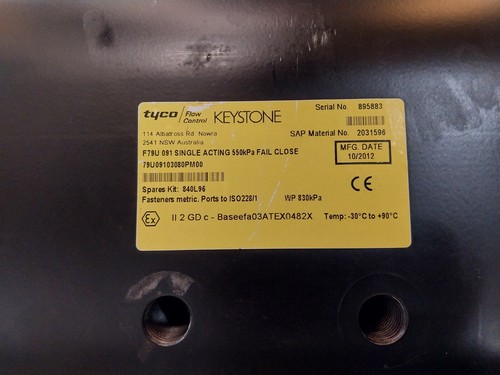 tyco Flow Control KEYSTONE
Serial No. 895883
114 Albatross Rd. Nowra
2541 NSW Australia
SAP Material No. 2031596
F79U 091 SINGLE ACTING 550kPa FAIL CLOSE
79U09103080PM00
MFG. DATE
10/2012
Spares Kit: 840L96
Fasteners metric. Ports to ISO228/1 WP 830kPa
CE
Ex II 2 GD c - Baseefa03ATEX0482X Temp: -30°C to +90°C